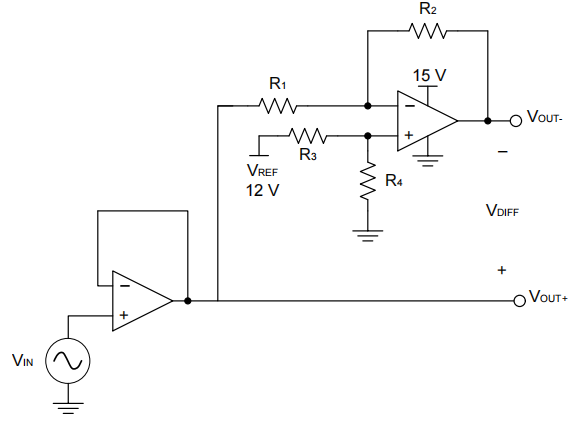 R2
15 V
R1
−
+
VOUT-
R3
VREF
12 V
R4
−
VDIFF
+
VOUT+
−
+
VIN